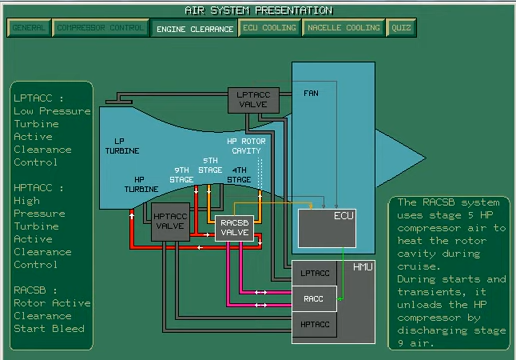 AIR SYSTEM PRESENTATION
GENERAL
COMPRESSOR CONTROL
ENGINE CLEARANCE
ECU COOLING
NACELLE COOLING
QUIZ
LPTACC :
Low Pressure
Turbine
Active
Clearance
Control
HPTACC :
High
Pressure
Turbine
Active
Clearance
Control
RACSB :
Rotor Active
Clearance
Start Bleed
LPTACC
VALVE
FAN
LP
TURBINE
HP
TURBINE
9TH
STAGE
5TH
STAGE
4TH
STAGE
HP ROTOR
CAVITY
HPTACC
VALVE
RACSB
VALVE
ECU
HMU
LPTACC
RACC
HPTACC
The RACSB system
uses stage 5 HP
compressor air to
heat the rotor
cavity during
cruise.
During starts and
transients, it
unloads the HP
compressor by
discharging stage
9 air.